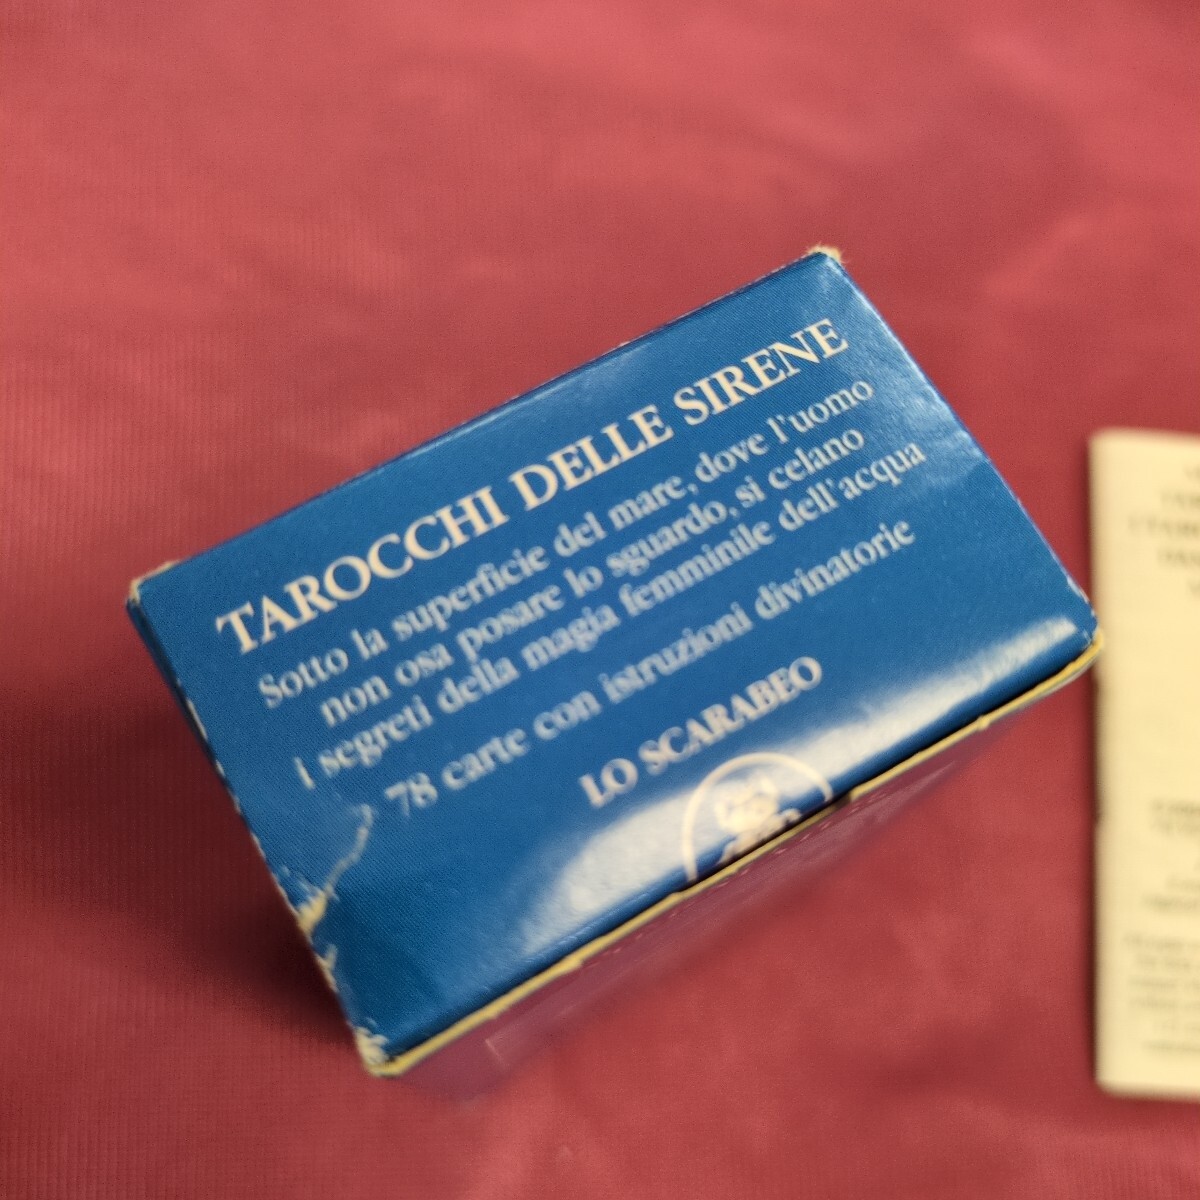 TAROCCHI DELLE SIRENE
Sotto la superficie del mare, dove l'uomo
non osa posare lo sguardo, si celano
i segreti della magia femminile dell'acqua
78 carte con istruzioni divinatorie
LO SCARABEO